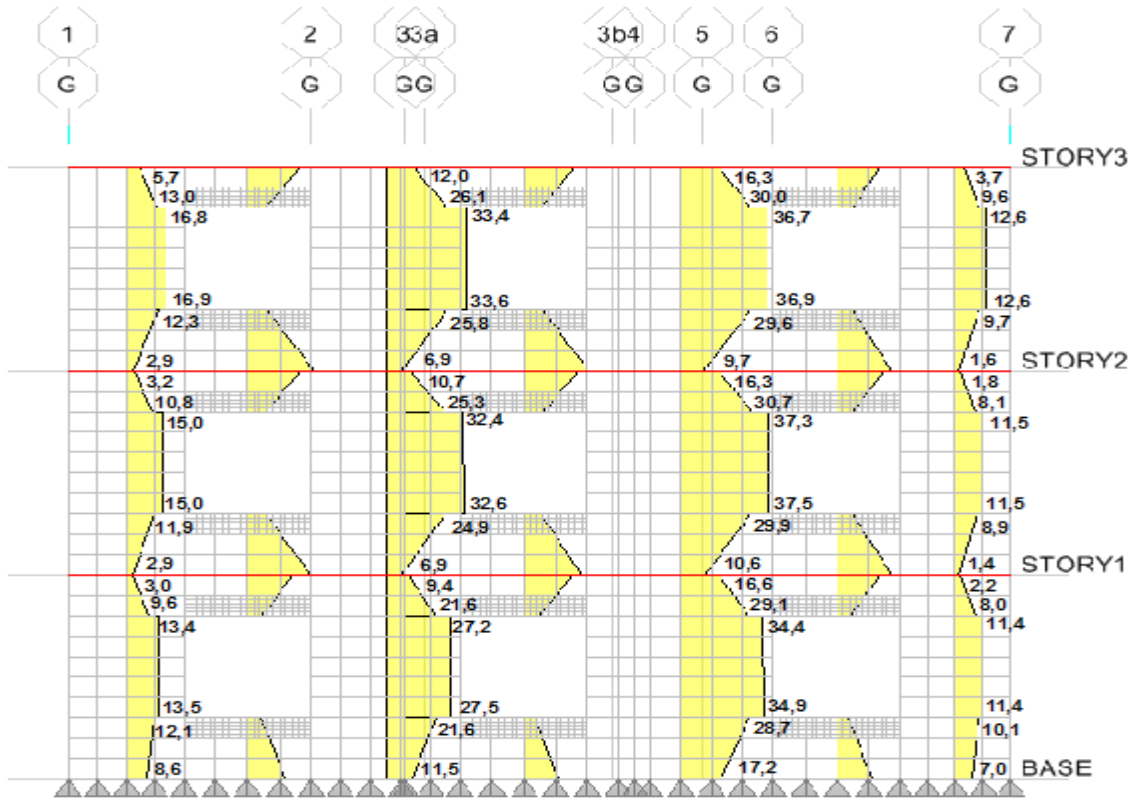 1 2 3 3a 3b 4 5 6 7
G G G G G G G G G
STORY3
5,7 12,0 16,3 3,7
13,0 26,1 30,0 9,6
16,8 33,4 36,7 12,6
16,9 33,6 36,9 12,6
12,3 25,8 29,6 9,7
2,9 6,9 9,7 1,6
STORY2
3,2 10,7 16,3 1,8
10,8 25,3 30,7 8,1
15,0 32,4 37,3 11,5
15,0 32,6 37,5 11,5
11,9 24,9 29,9 8,9
2,9 6,9 10,6 1,4
STORY1
3,0 9,4 16,6 2,2
9,6 21,6 29,1 8,0
13,4 27,2 34,4 11,4
13,5 27,5 34,9 11,4
12,1 21,6 28,7 10,1
8,6 11,5 17,2 7,0
BASE